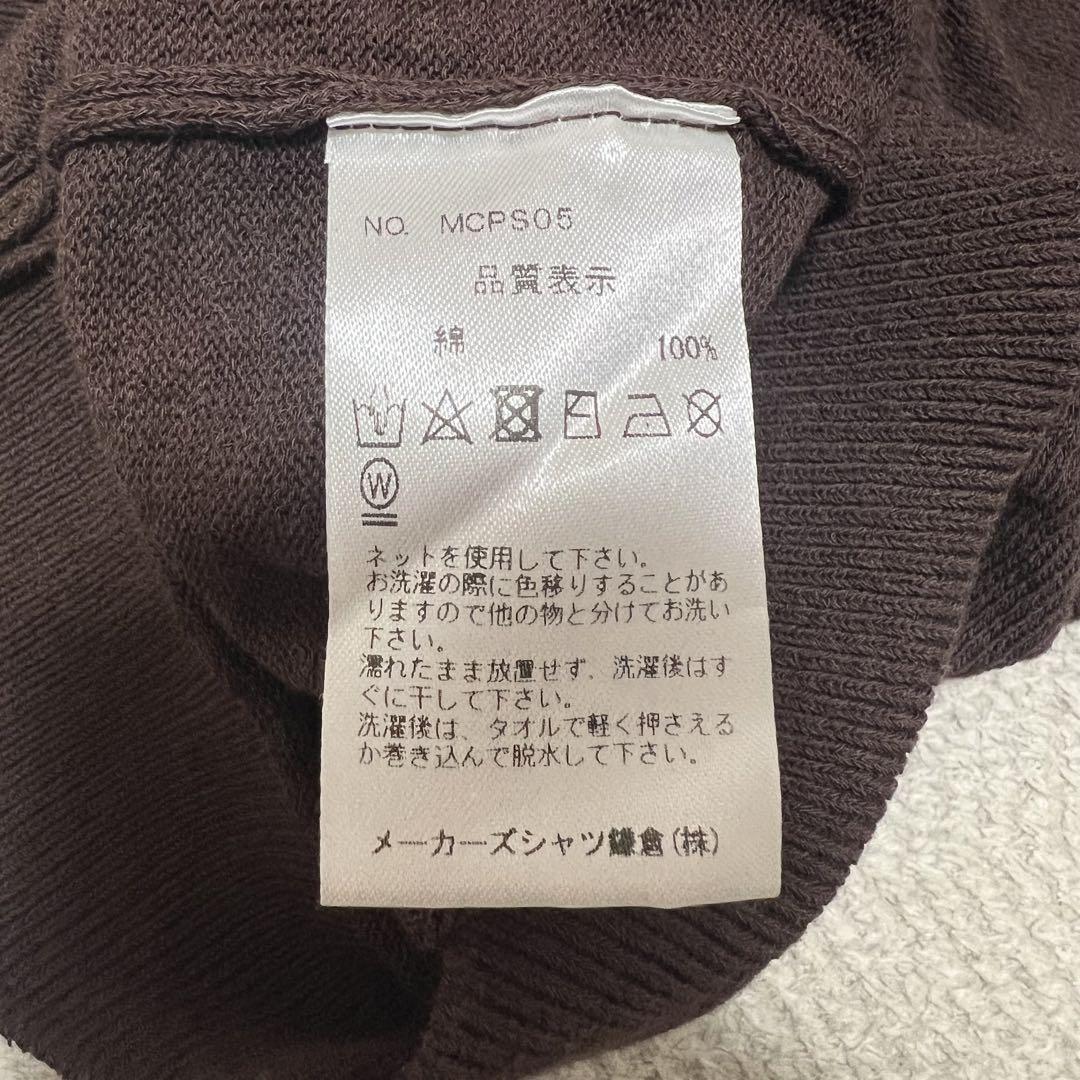 NO. MCPS05
品質表示
綿 100%
W
ネットを使用して下さい。
お洗濯の際に色移りすることがあ
りますので他の物と分けてお洗い
下さい。
濡れたまま放置せず、洗濯後はす
ぐに干して下さい。
洗濯後は、タオルで軽く押さえる
か巻き込んで脱水して下さい。
メーカーズシャツ鎌倉(株)